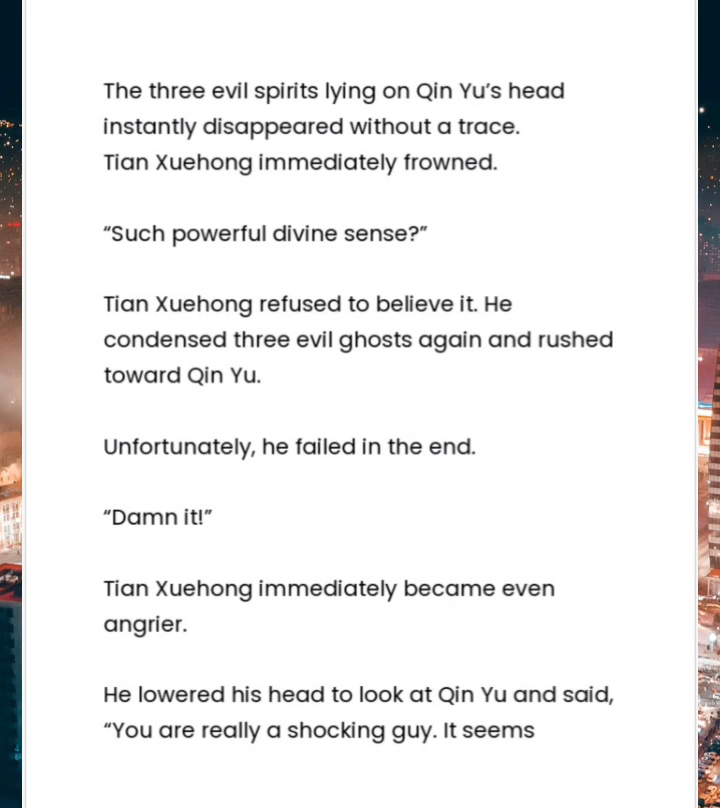 The three evil spirits lying on Qin Yu’s head
instantly disappeared without a trace.
Tian Xuehong immediately frowned.
“Such powerful divine sense?”
Tian Xuehong refused to believe it. He
condensed three evil ghosts again and rushed
toward Qin Yu.
Unfortunately, he failed in the end.
“Damn it!”
Tian Xuehong immediately became even
angrier.
He lowered his head to look at Qin Yu and said,
“You are really a shocking guy. It seems